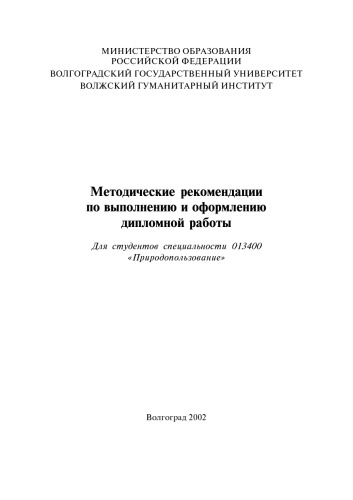 МИНИСТЕРСТВО ОБРАЗОВАНИЯ
РОССИЙСКОЙ ФЕДЕРАЦИИ
ВОЛГОГРАДСКИЙ ГОСУДАРСТВЕННЫЙ УНИВЕРСИТЕТ
ВОЛЖСКИЙ ГУМАНИТАРНЫЙ ИНСТИТУТ
Методические рекомендации
по выполнению и оформлению
дипломной работы
Для студентов специальности 013400
«Природопользование»
Волгоград 2002